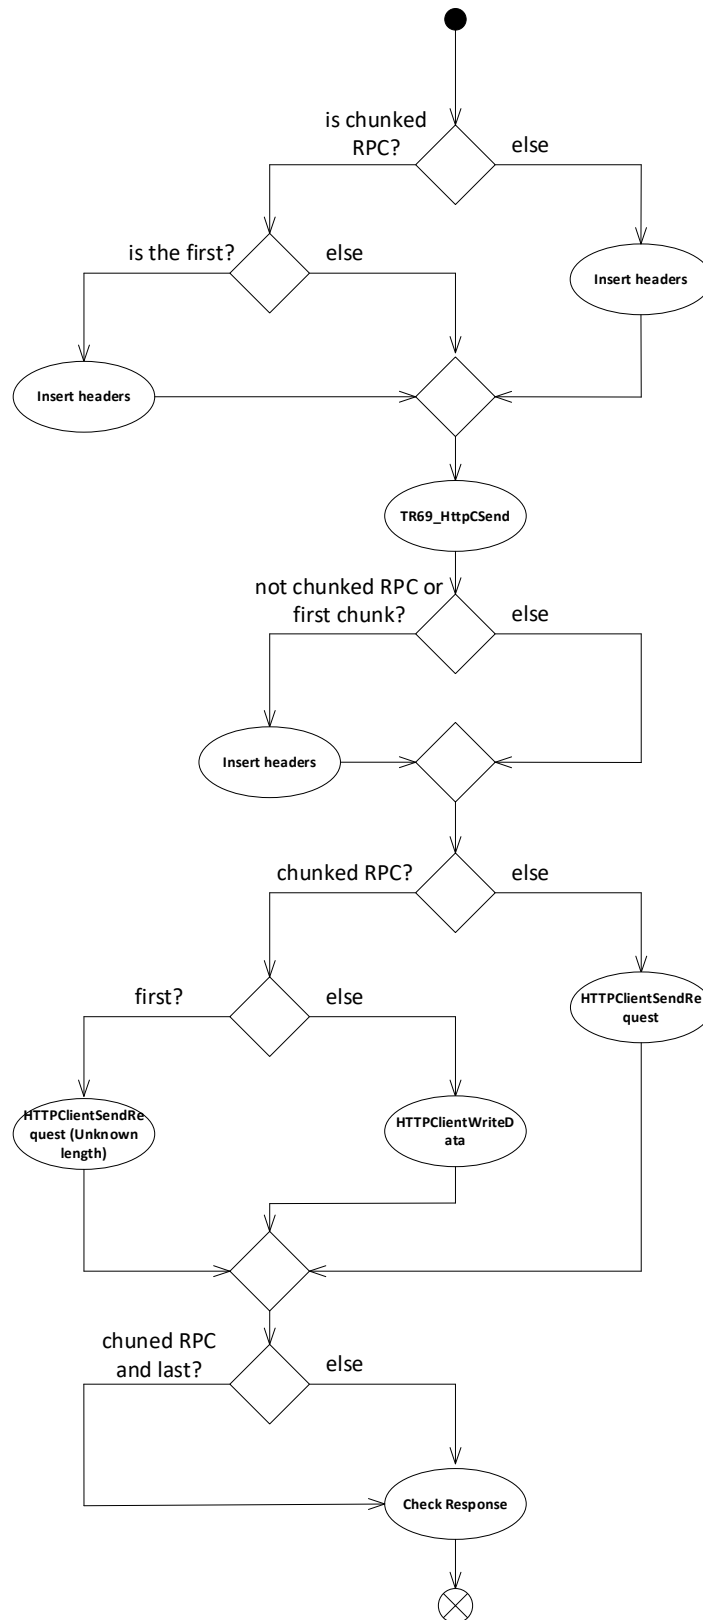 is chunked
RPC?
else
is the first?
else
Insert headers
Insert headers
TR69_HttpCSend
not chunked RPC or
first chunk?
else
Insert headers
chunked RPC?
else
first?
else
HTTPClientSendRe
quest
HTTPClientSendRe
quest (Unknown
length)
HTTPClientWriteD
ata
chuned RPC
and last?
else
Check Response